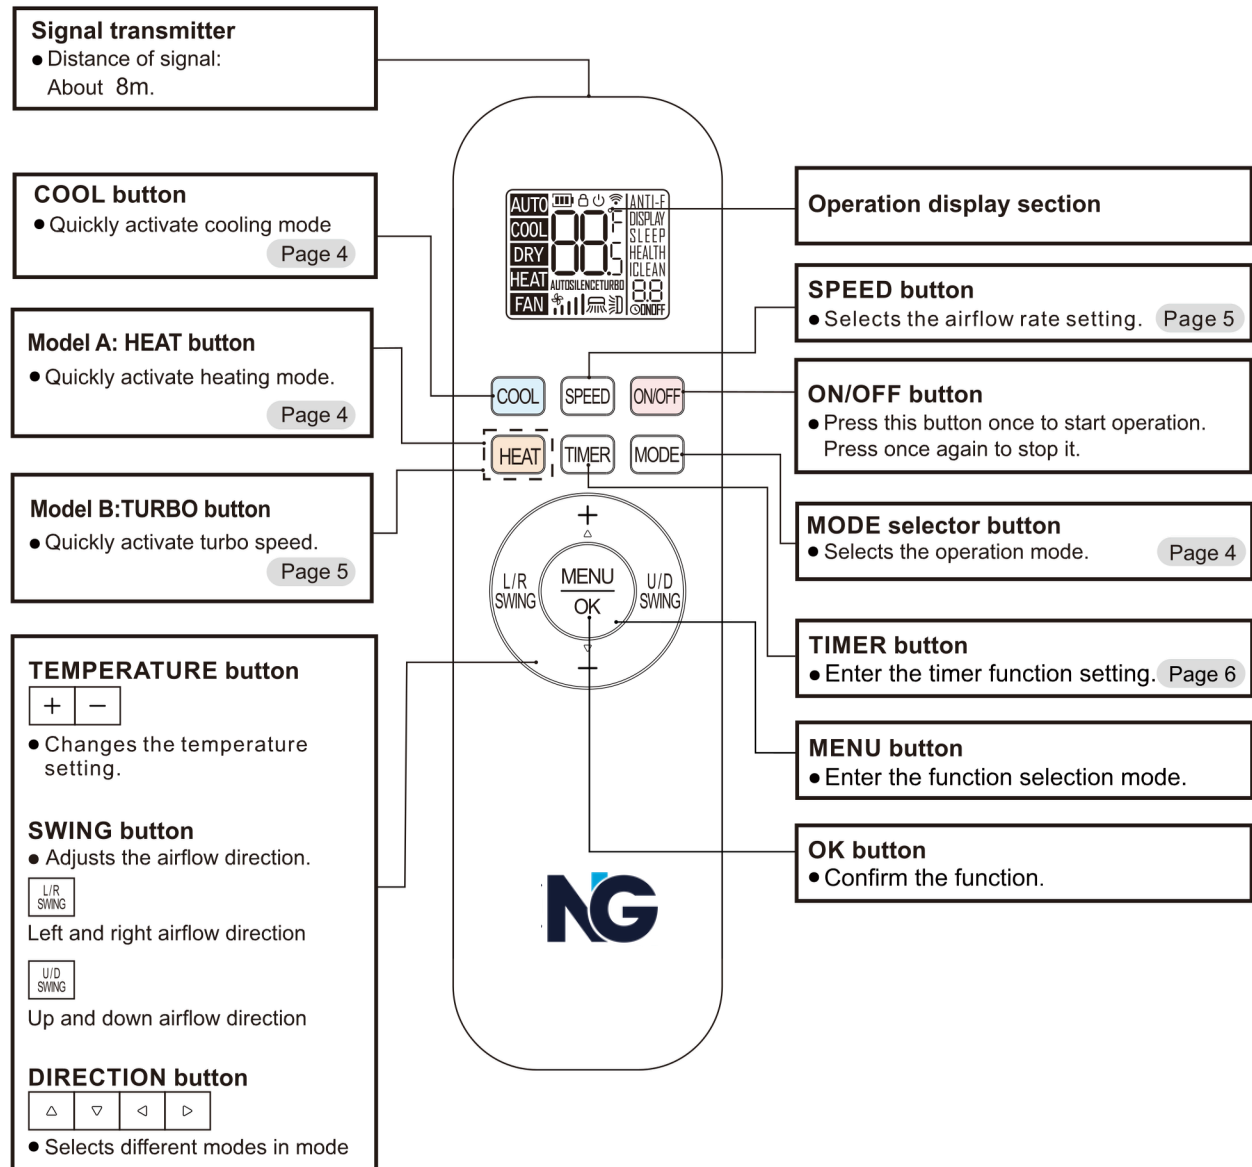 Signal transmitter
● Distance of signal:
About 8m.
COOL button
● Quickly activate cooling mode
Page 4
Model A: HEAT button
● Quickly activate heating mode.
Page 4
Model B:TURBO button
● Quickly activate turbo speed.
Page 5
TEMPERATURE button
+ −
● Changes the temperature
setting.
SWING button
● Adjusts the airflow direction.
L/R
SWING
Left and right airflow direction
U/D
SWING
Up and down airflow direction
DIRECTION button
△ ▽ ◁ ▷
● Selects different modes in mode
AUTO
COOL
DRY
HEAT
FAN
88.5
F
AUTOSILENCETURBO
ANTI-F
DISPLAY
SLEEP
HEALTH
ICLEAN
8.8
ONOFF
COOL SPEED ON/OFF
HEAT TIMER MODE
+
△
L/R
SWING
MENU
OK
U/D
SWING
▽
−
NG
Operation display section
SPEED button
● Selects the airflow rate setting. Page 5
ON/OFF button
● Press this button once to start operation.
Press once again to stop it.
MODE selector button
● Selects the operation mode. Page 4
TIMER button
● Enter the timer function setting. Page 6
MENU button
● Enter the function selection mode.
OK button
● Confirm the function.